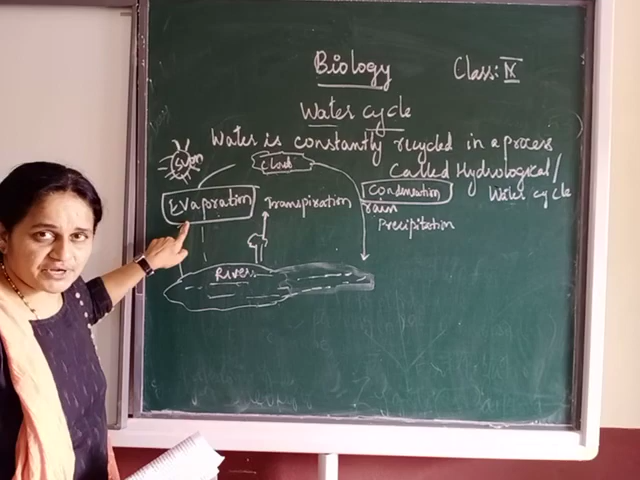 Biology
Class: IX
Water cycle
Water is constantly recycled in a process
Called Hydrological/
Water cycle
Sun
cloud
Condensation
Evapration
Transpiration
rain
Precipitation
River